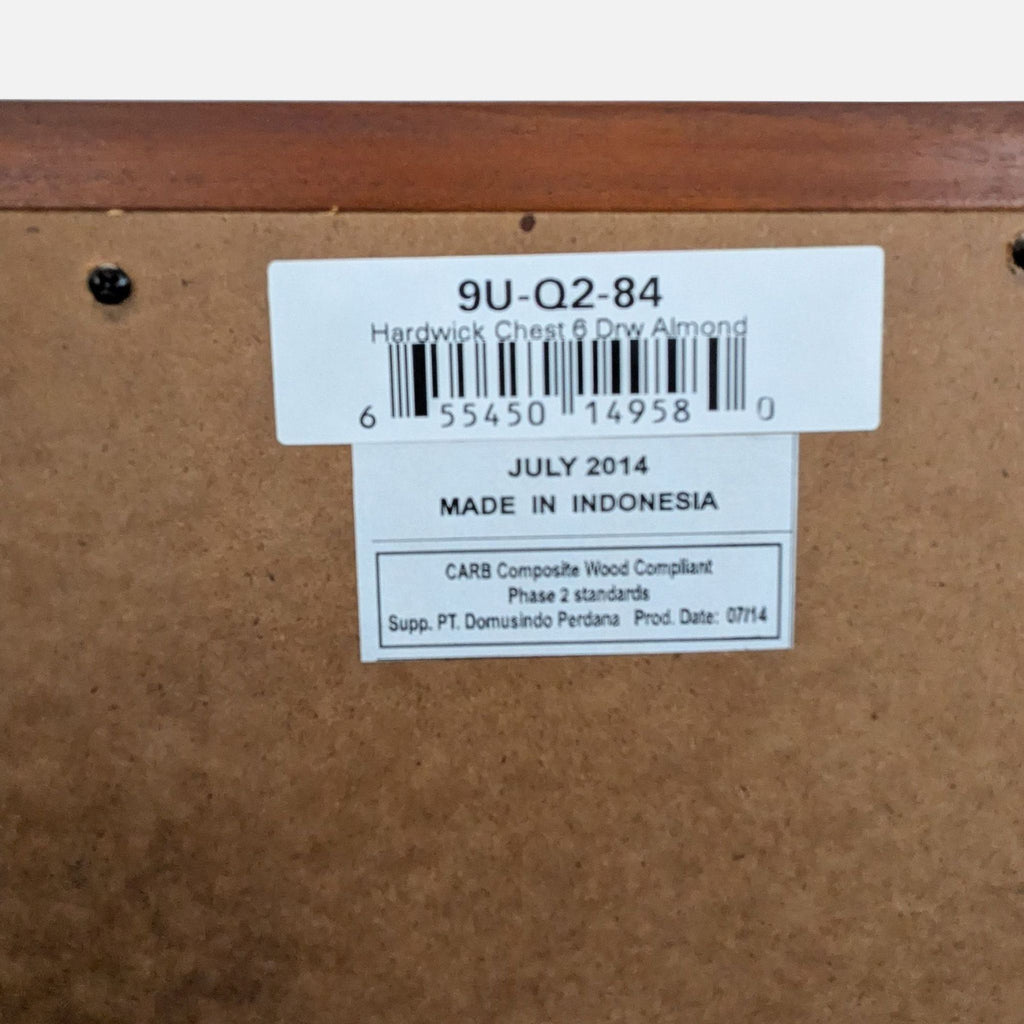 9U-Q2-84
Hardwick Chest 6 Drw Almond
6 55450 14958 0
JULY 2014
MADE IN INDONESIA
CARB Composite Wood Compliant
Phase 2 standards
Supp. PT. Domusindo Perdana Prod. Date: 07/14